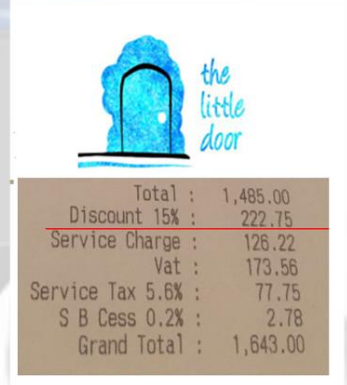 the
little
door
Total : 1,485.00
Discount 15% : 222.75
Service Charge : 126.22
Vat : 173.56
Service Tax 5.6% : 77.75
S B Cess 0.2% : 2.78
Grand Total : 1,643.00